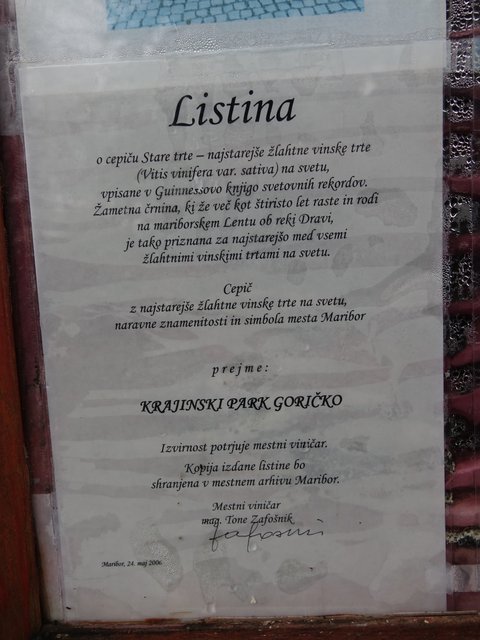 Listina
o cepiču Stare trte – najstarejše žlahtne vinske trte
(Vitis vinifera var. sativa) na svetu,
vpisane v Guinnessovo knjigo svetovnih rekordov.
Žametna črnina, ki že več kot štiristo let raste in rodi
na mariborskem Lentu ob reki Dravi,
je tako priznana za najstarejšo med vsemi
žlahtnimi vinskimi trtami na svetu.
Cepič
z najstarejše žlahtne vinske trte na svetu,
naravne znamenitosti in simbola mesta Maribor
prejme:
KRAJINSKI PARK GORIČKO
Izvirnost potrjuje mestni viničar.
Kopija izdane listine bo
shranjena v mestnem arhivu Maribor.
Mestni viničar
mag. Tone Zafošnik
Maribor, 24. maj 2006